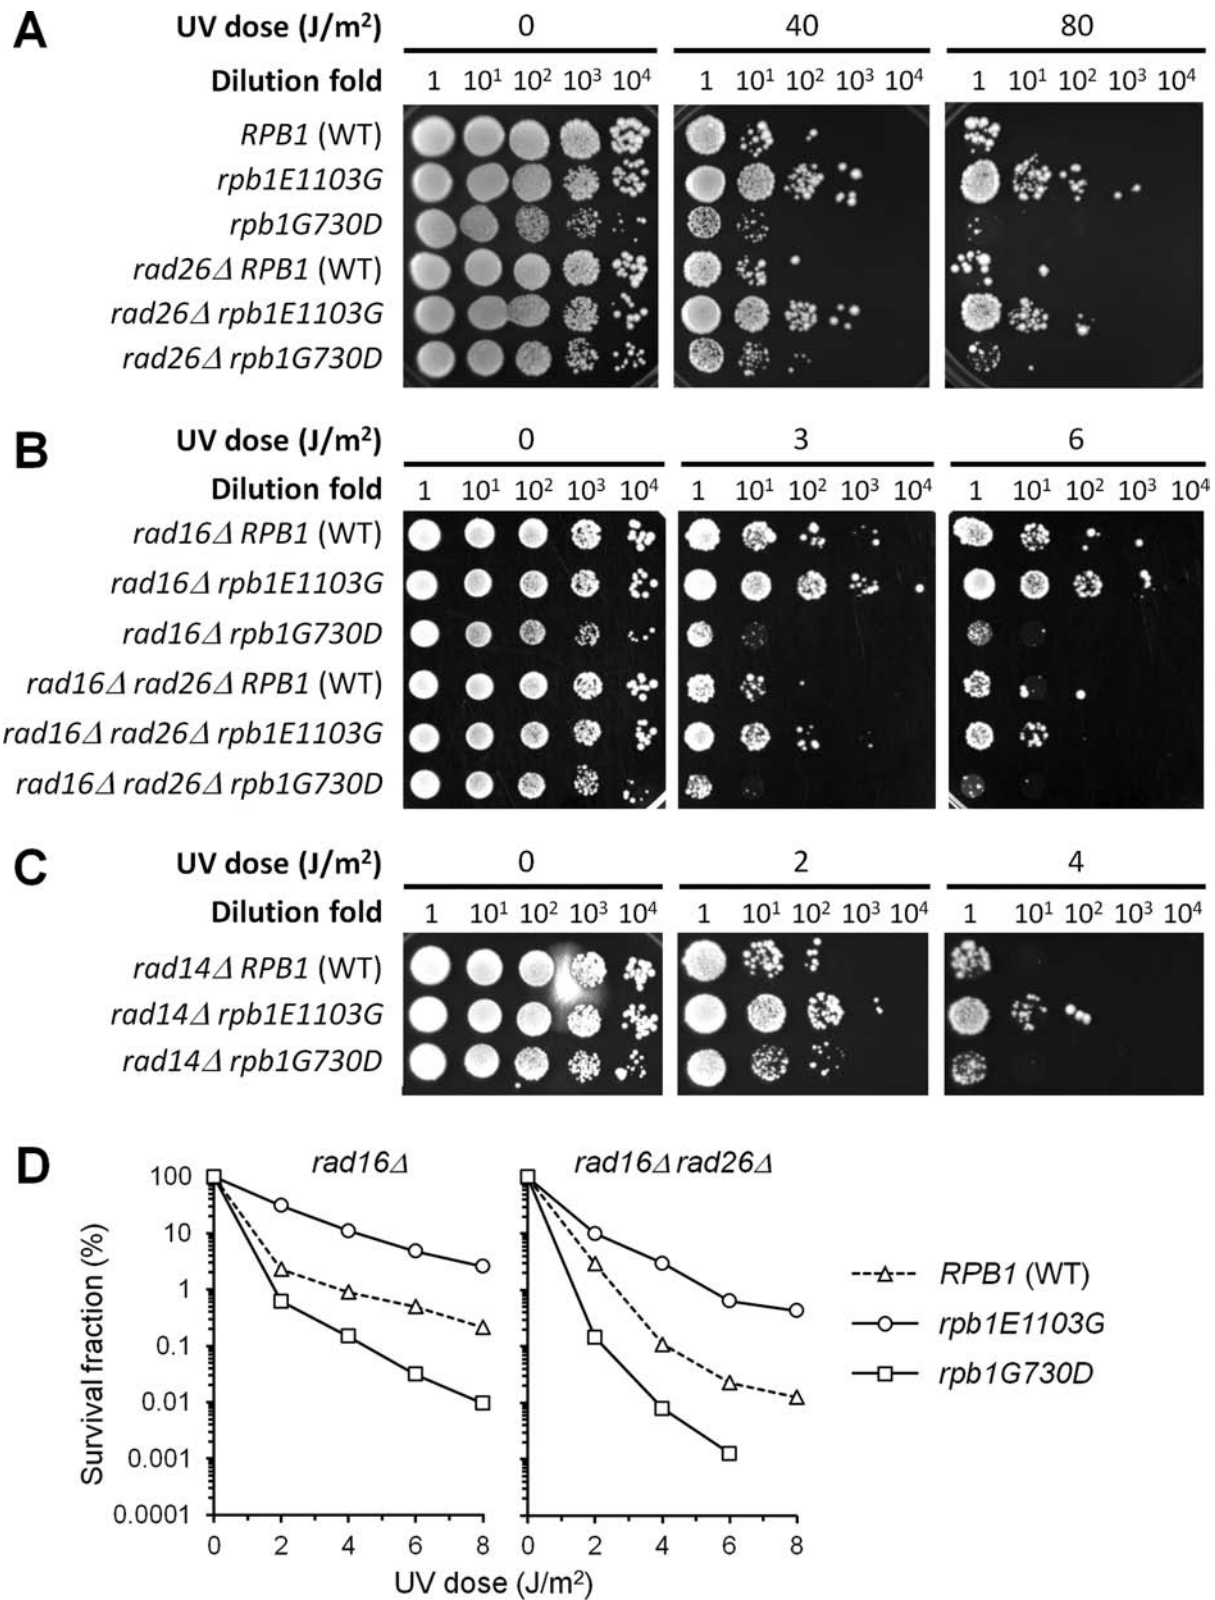 A UV dose (J/m²) 0 40 80
Dilution fold 1 10¹ 10² 10³ 10⁴ 1 10¹ 10² 10³ 10⁴ 1 10¹ 10² 10³ 10⁴
RPB1 (WT)
rpb1E1103G
rpb1G730D
rad26Δ RPB1 (WT)
rad26Δ rpb1E1103G
rad26Δ rpb1G730D
B UV dose (J/m²) 0 3 6
Dilution fold 1 10¹ 10² 10³ 10⁴ 1 10¹ 10² 10³ 10⁴ 1 10¹ 10² 10³ 10⁴
rad16Δ RPB1 (WT)
rad16Δ rpb1E1103G
rad16Δ rpb1G730D
rad16Δ rad26Δ RPB1 (WT)
rad16Δ rad26Δ rpb1E1103G
rad16Δ rad26Δ rpb1G730D
C UV dose (J/m²) 0 2 4
Dilution fold 1 10¹ 10² 10³ 10⁴ 1 10¹ 10² 10³ 10⁴ 1 10¹ 10² 10³ 10⁴
rad14Δ RPB1 (WT)
rad14Δ rpb1E1103G
rad14Δ rpb1G730D
D rad16Δ rad16Δ rad26Δ
Survival fraction (%)
100
10
1
0.1
0.01
0.001
0.0001
RPB1 (WT)
rpb1E1103G
rpb1G730D
0 2 4 6 8 0 2 4 6 8
UV dose (J/m²)